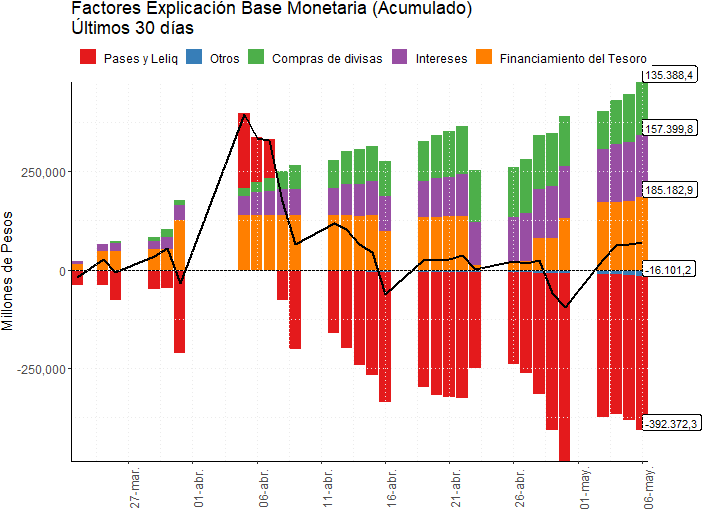 Factores Explicación Base Monetaria (Acumulado)
Últimos 30 días
Pases y Leliq Otros Compras de divisas Intereses Financiamiento del Tesoro
Millones de Pesos
250,000
0
-250,000
135.388,4
157.399,8
185.182,9
-16.101,2
-392.372,3
27-mar.
01-abr.
06-abr.
11-abr.
16-abr.
21-abr.
26-abr.
01-may.
06-may.